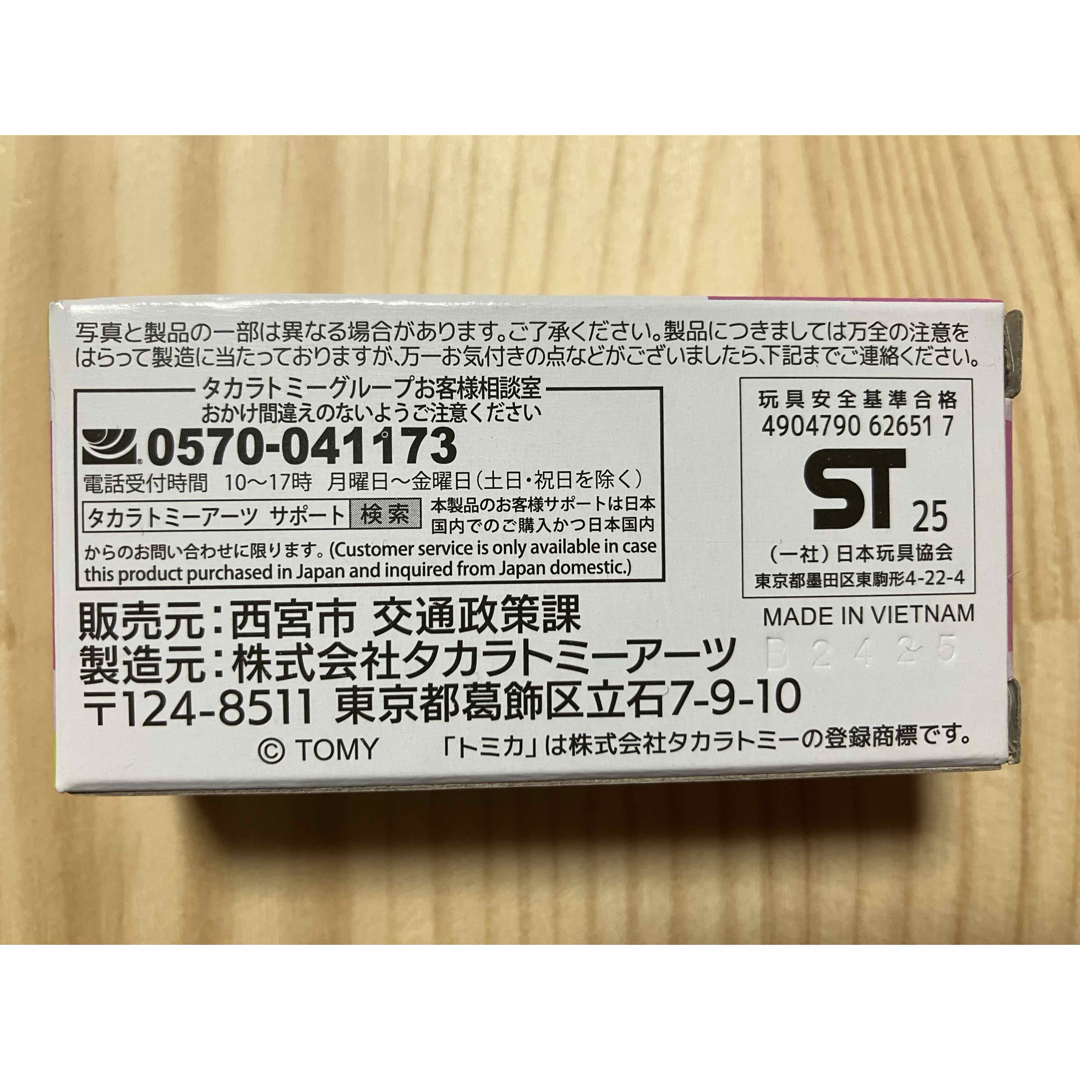 写真と製品の一部は異なる場合があります。ご了承ください。製品につきましては万全の注意を
はらって製造に当たっておりますが、万一お気付きの点などがございましたら、下記までご連絡ください。
タカラトミーグループお客様相談室
おかけ間違えのないようご注意ください
0570-041173
電話受付時間 10〜17時 月曜日〜金曜日(土日・祝日を除く)
タカラトミーアーツ サポート 検索
本製品のお客様サポートは日本
国内でのご購入かつ日本国内
からのお問い合わせに限ります。(Customer service is only available in case
this product purchased in Japan and inquired from Japan domestic.)
玩具安全基準合格
4904790 62651 7
ST 25
(一社)日本玩具協会
東京都墨田区東駒形4-22-4
MADE IN VIETNAM
B2425
販売元:西宮市 交通政策課
製造元:株式会社タカラトミーアーツ
〒124-8511 東京都葛飾区立石7-9-10
© TOMY 「トミカ」は株式会社タカラトミーの登録商標です。